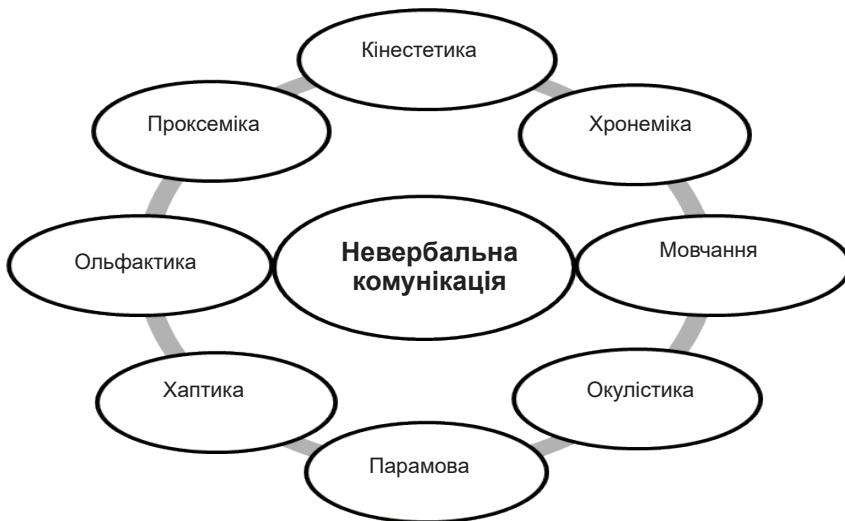 Кінестетика
Проксеміка
Хронеміка
Ольфактика
Невербальна
комунікація
Мовчання
Хаптика
Окулістика
Парамова